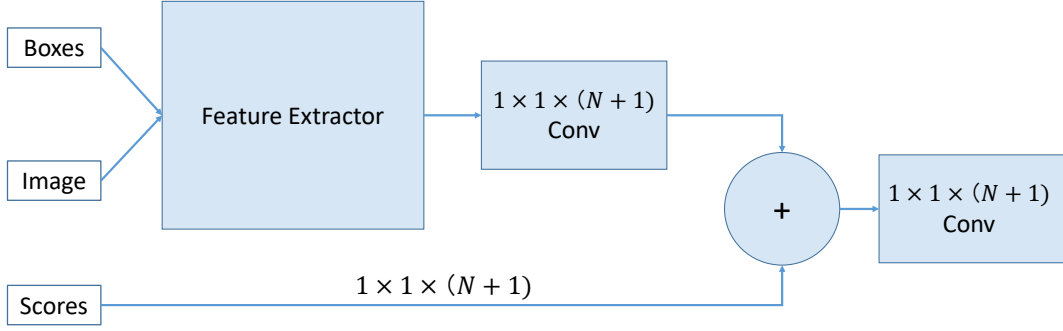 Boxes
Image
Feature Extractor
1 × 1 × (N + 1)
Conv
+
1 × 1 × (N + 1)
Conv
Scores
1 × 1 × (N + 1)